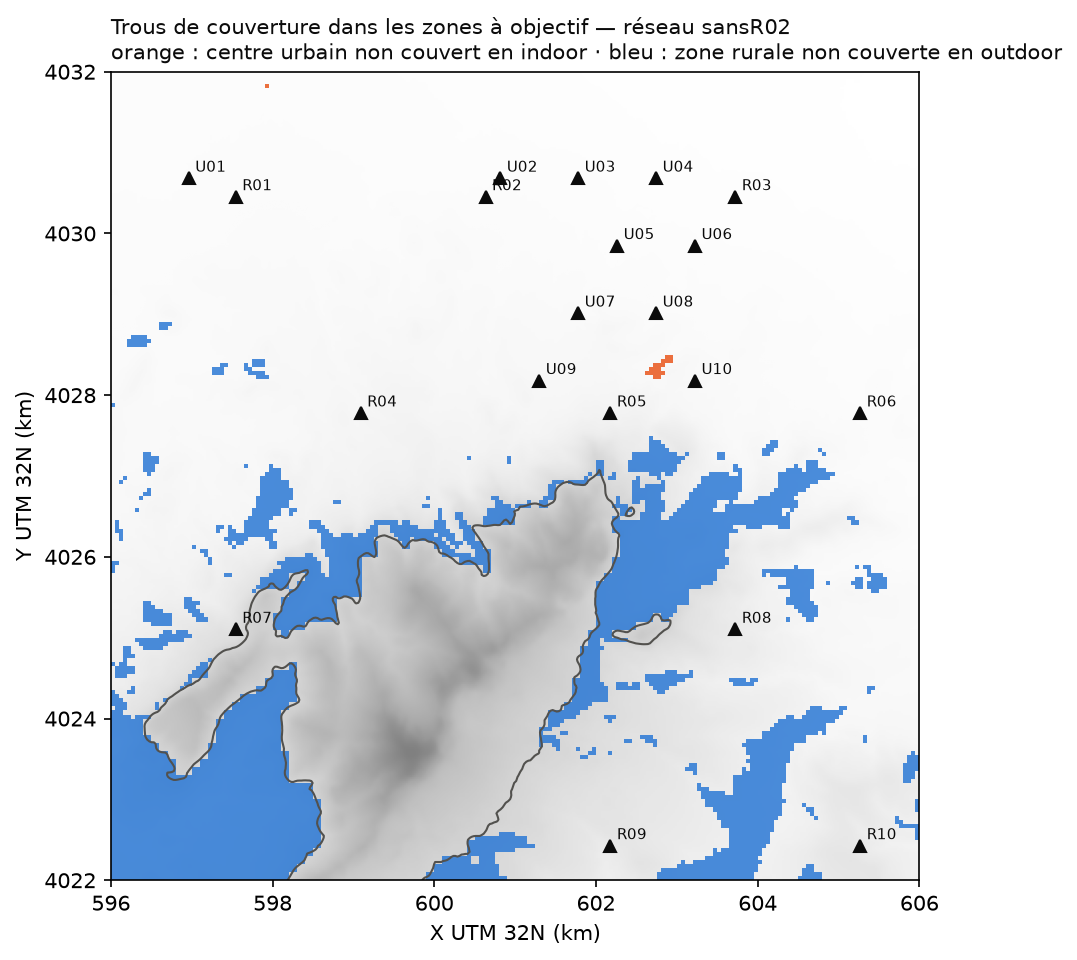 Trous de couverture dans les zones à objectif — réseau sansR02
orange : centre urbain non couvert en indoor · bleu : zone rurale non couverte en outdoor
4032
U01
R01
U02
R02
U03
U04
R03
4030
U05
U06
U07
U08
U09
U10
4028
R04
R05
R06
4026
R07
R08
4024
R09
R10
4022
596
598
600
602
604
606
X UTM 32N (km)
Y UTM 32N (km)